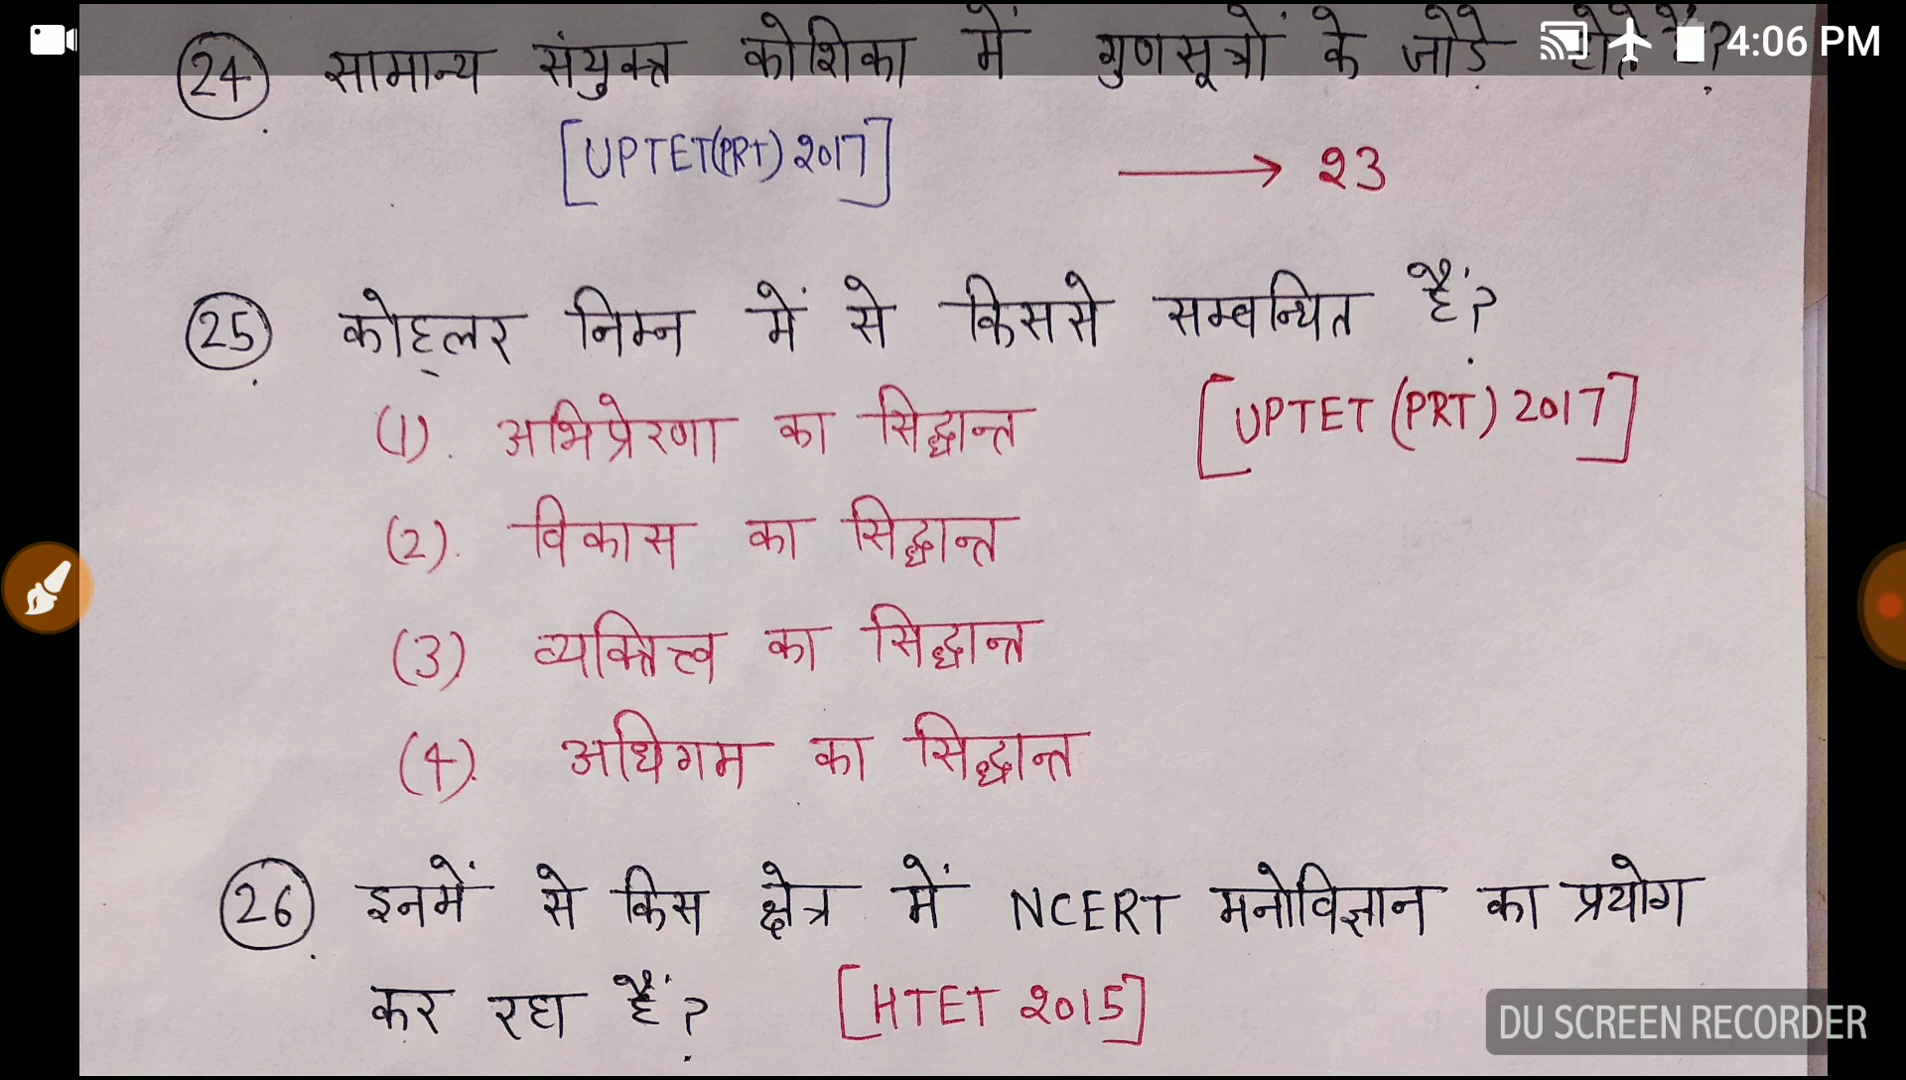 4:06 PM
24 सामान्य संयुक्त कोशिका में गुणसूत्रों के जोडे होते हैं?
[UPTET(PRT) 2017] → 23
25 कोह्लर निम्न में से किससे सम्बन्धित हैं?
(1). अभिप्रेरणा का सिद्धान्त [UPTET (PRT) 2017]
(2). विकास का सिद्धान्त
(3) व्यक्तित्व का सिद्धान्त
(4). अधिगम का सिद्धान्त
26 इनमें से किस क्षेत्र में NCERT मनोविज्ञान का प्रयोग
कर रहा हैं? [HTET 2015]
DU SCREEN RECORDER